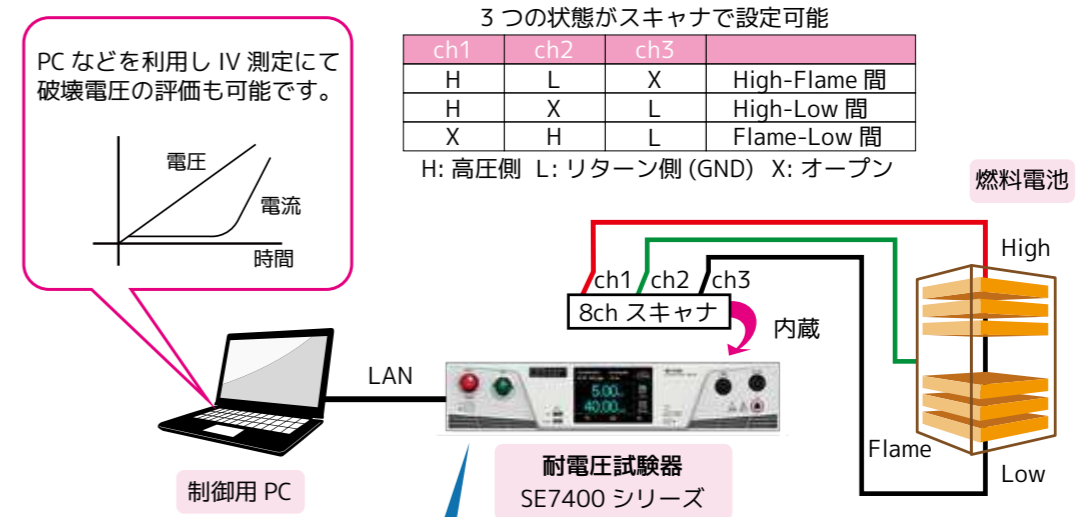 PC などを利用し IV 測定にて
破壊電圧の評価も可能です。
電圧
電流
時間
3 つの状態がスキャナで設定可能
ch1 ch2 ch3
H L X High-Flame 間
H X L High-Low 間
X H L Flame-Low 間
H: 高圧側 L: リターン側 (GND) X: オープン
燃料電池
High
ch1 ch2 ch3
8ch スキャナ
内蔵
LAN
5.00
40.00
Flame
Low
制御用 PC
耐電圧試験器
SE7400 シリーズ